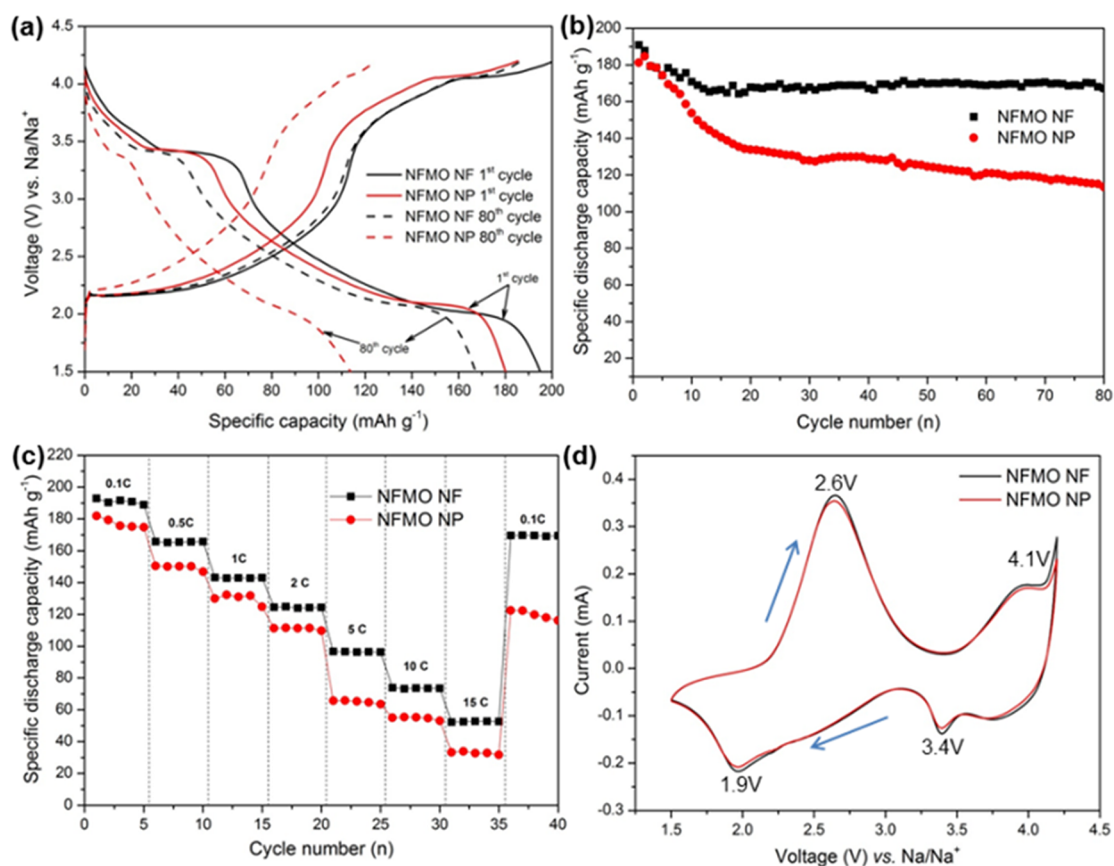 (a)
4.5
4.0
3.5
3.0
2.5
2.0
1.5
Voltage (V) vs. Na/Na⁺
NFMO NF 1ˢᵗ cycle
NFMO NP 1ˢᵗ cycle
NFMO NF 80ᵗʰ cycle
NFMO NP 80ᵗʰ cycle
1ˢᵗ cycle
80ᵗʰ cycle
0 20 40 60 80 100 120 140 160 180 200
Specific capacity (mAh g⁻¹)
(b)
200
180
160
140
120
100
80
60
40
20
Specific discharge capacity (mAh g⁻¹)
NFMO NF
NFMO NP
0 10 20 30 40 50 60 70 80
Cycle number (n)
(c)
220
200
180
160
140
120
100
80
60
40
20
0
Specific discharge capacity (mAh g⁻¹)
0.1C
0.5C
1C
2 C
5 C
10 C
15 C
0.1C
NFMO NF
NFMO NP
0 5 10 15 20 25 30 35 40
Cycle number (n)
(d)
0.4
0.3
0.2
0.1
0.0
-0.1
-0.2
-0.3
Current (mA)
NFMO NF
NFMO NP
2.6V
4.1V
3.4V
1.9V
1.5 2.0 2.5 3.0 3.5 4.0 4.5
Voltage (V) vs. Na/Na⁺